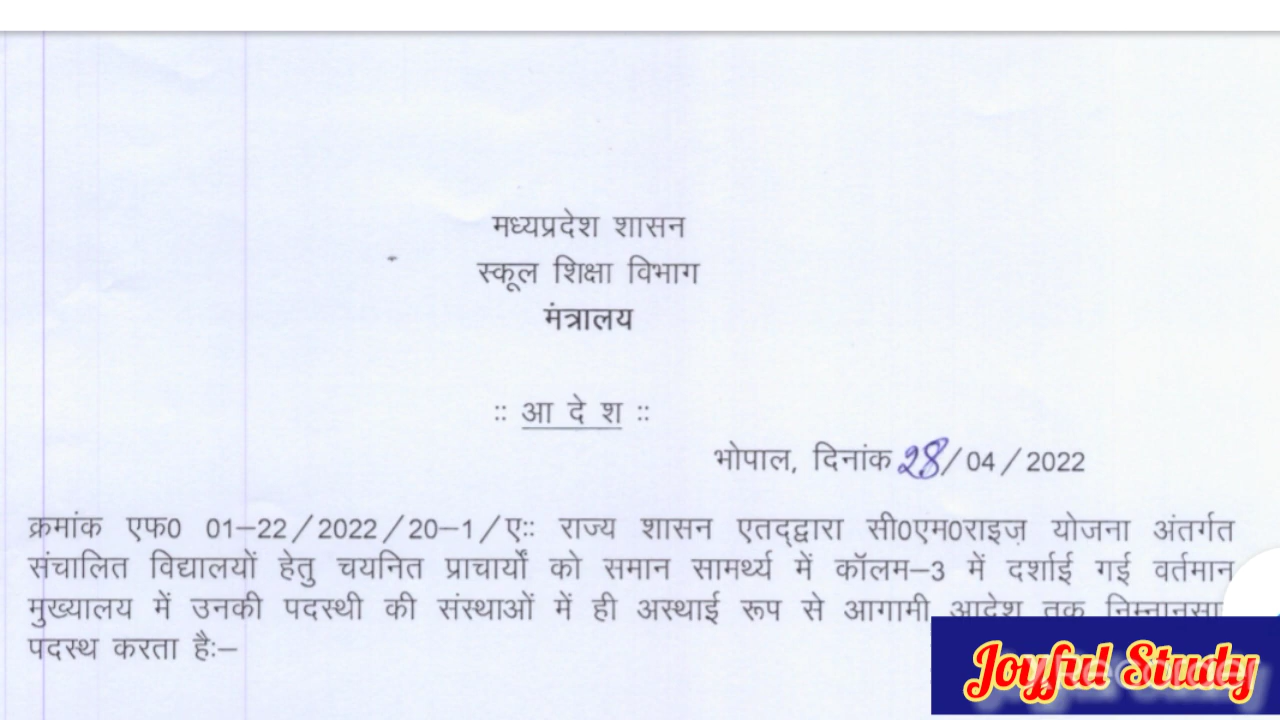 मध्यप्रदेश शासन
स्कूल शिक्षा विभाग
मंत्रालय
:: आ दे श ::
भोपाल, दिनांक 28/04/2022
क्रमांक एफ0 01–22/2022/20–1/ए:: राज्य शासन एतद्द्वारा सी0एम0राइज़ योजना अंतर्गत
संचालित विद्यालयों हेतु चयनित प्राचार्यों को समान सामर्थ्य में कॉलम–3 में दर्शाई गई वर्तमान
मुख्यालय में उनकी पदस्थी की संस्थाओं में ही अस्थाई रूप से आगामी आदेश तक
पदस्थ करता है:–
Joyful Study